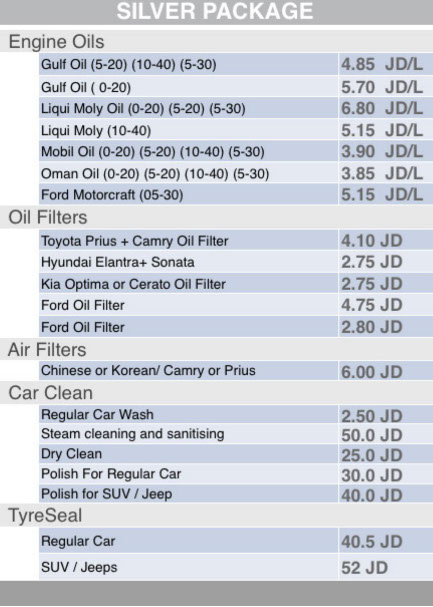 SILVER PACKAGE
Engine Oils
Gulf Oil (5-20) (10-40) (5-30) 4.85 JD/L
Gulf Oil ( 0-20) 5.70 JD/L
Liqui Moly Oil (0-20) (5-20) (5-30) 6.80 JD/L
Liqui Moly (10-40) 5.15 JD/L
Mobil Oil (0-20) (5-20) (10-40) (5-30) 3.90 JD/L
Oman Oil (0-20) (5-20) (10-40) (5-30) 3.85 JD/L
Ford Motorcraft (05-30) 5.15 JD/L
Oil Filters
Toyota Prius + Camry Oil Filter 4.10 JD
Hyundai Elantra+ Sonata 2.75 JD
Kia Optima or Cerato Oil Filter 2.75 JD
Ford Oil Filter 4.75 JD
Ford Oil Filter 2.80 JD
Air Filters
Chinese or Korean/ Camry or Prius 6.00 JD
Car Clean
Regular Car Wash 2.50 JD
Steam cleaning and sanitising 50.0 JD
Dry Clean 25.0 JD
Polish For Regular Car 30.0 JD
Polish for SUV / Jeep 40.0 JD
TyreSeal
Regular Car 40.5 JD
SUV / Jeeps 52 JD